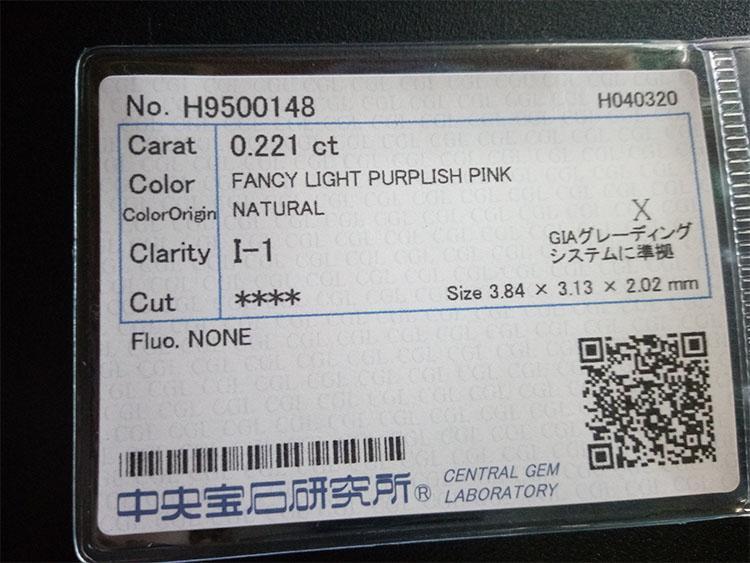 No. H9500148 H040320
Carat 0.221 ct
Color FANCY LIGHT PURPLISH PINK
ColorOrigin NATURAL
X
Clarity I-1
GIAグレーディング
システムに準拠
Cut ****
Size 3.84 × 3.13 × 2.02 mm
Fluo. NONE
中央宝石研究所® CENTRAL GEM
LABORATORY